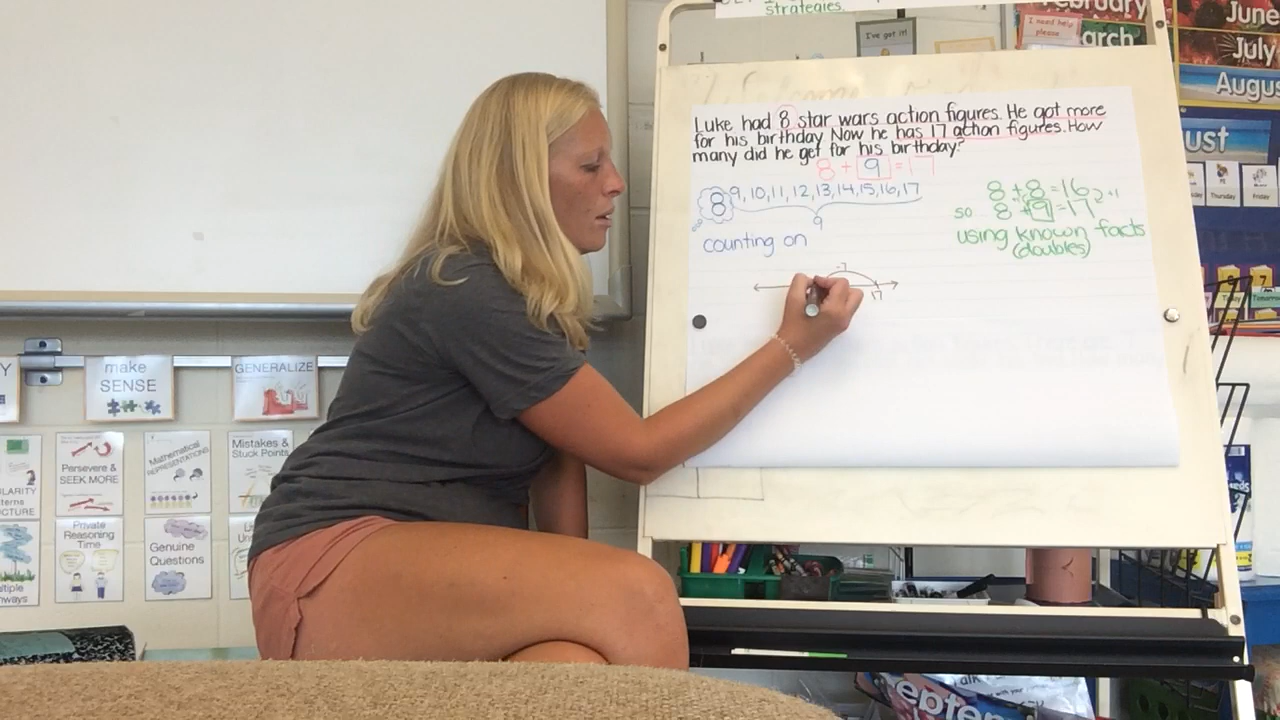 strategies.
I've got it!
I need help
please
February
March
June
July
August
ust
Thursday
Friday
Today
Luke had 8 star wars action figures. He got more
for his birthday. Now he has 17 action figures. How
many did he get for his birthday?
8 + 9 = 17
8 9, 10, 11, 12, 13, 14, 15, 16, 17
9
counting on
8 + 8 = 16
+1
so 8 + 9 = 17
using known facts
(doubles)
-7
17
make
SENSE
GENERALIZE
Persevere &
SEEK MORE
Mathematical
REPRESENTATIONS
Mistakes &
Stuck Points
Private
Reasoning
Time
Genuine
Questions